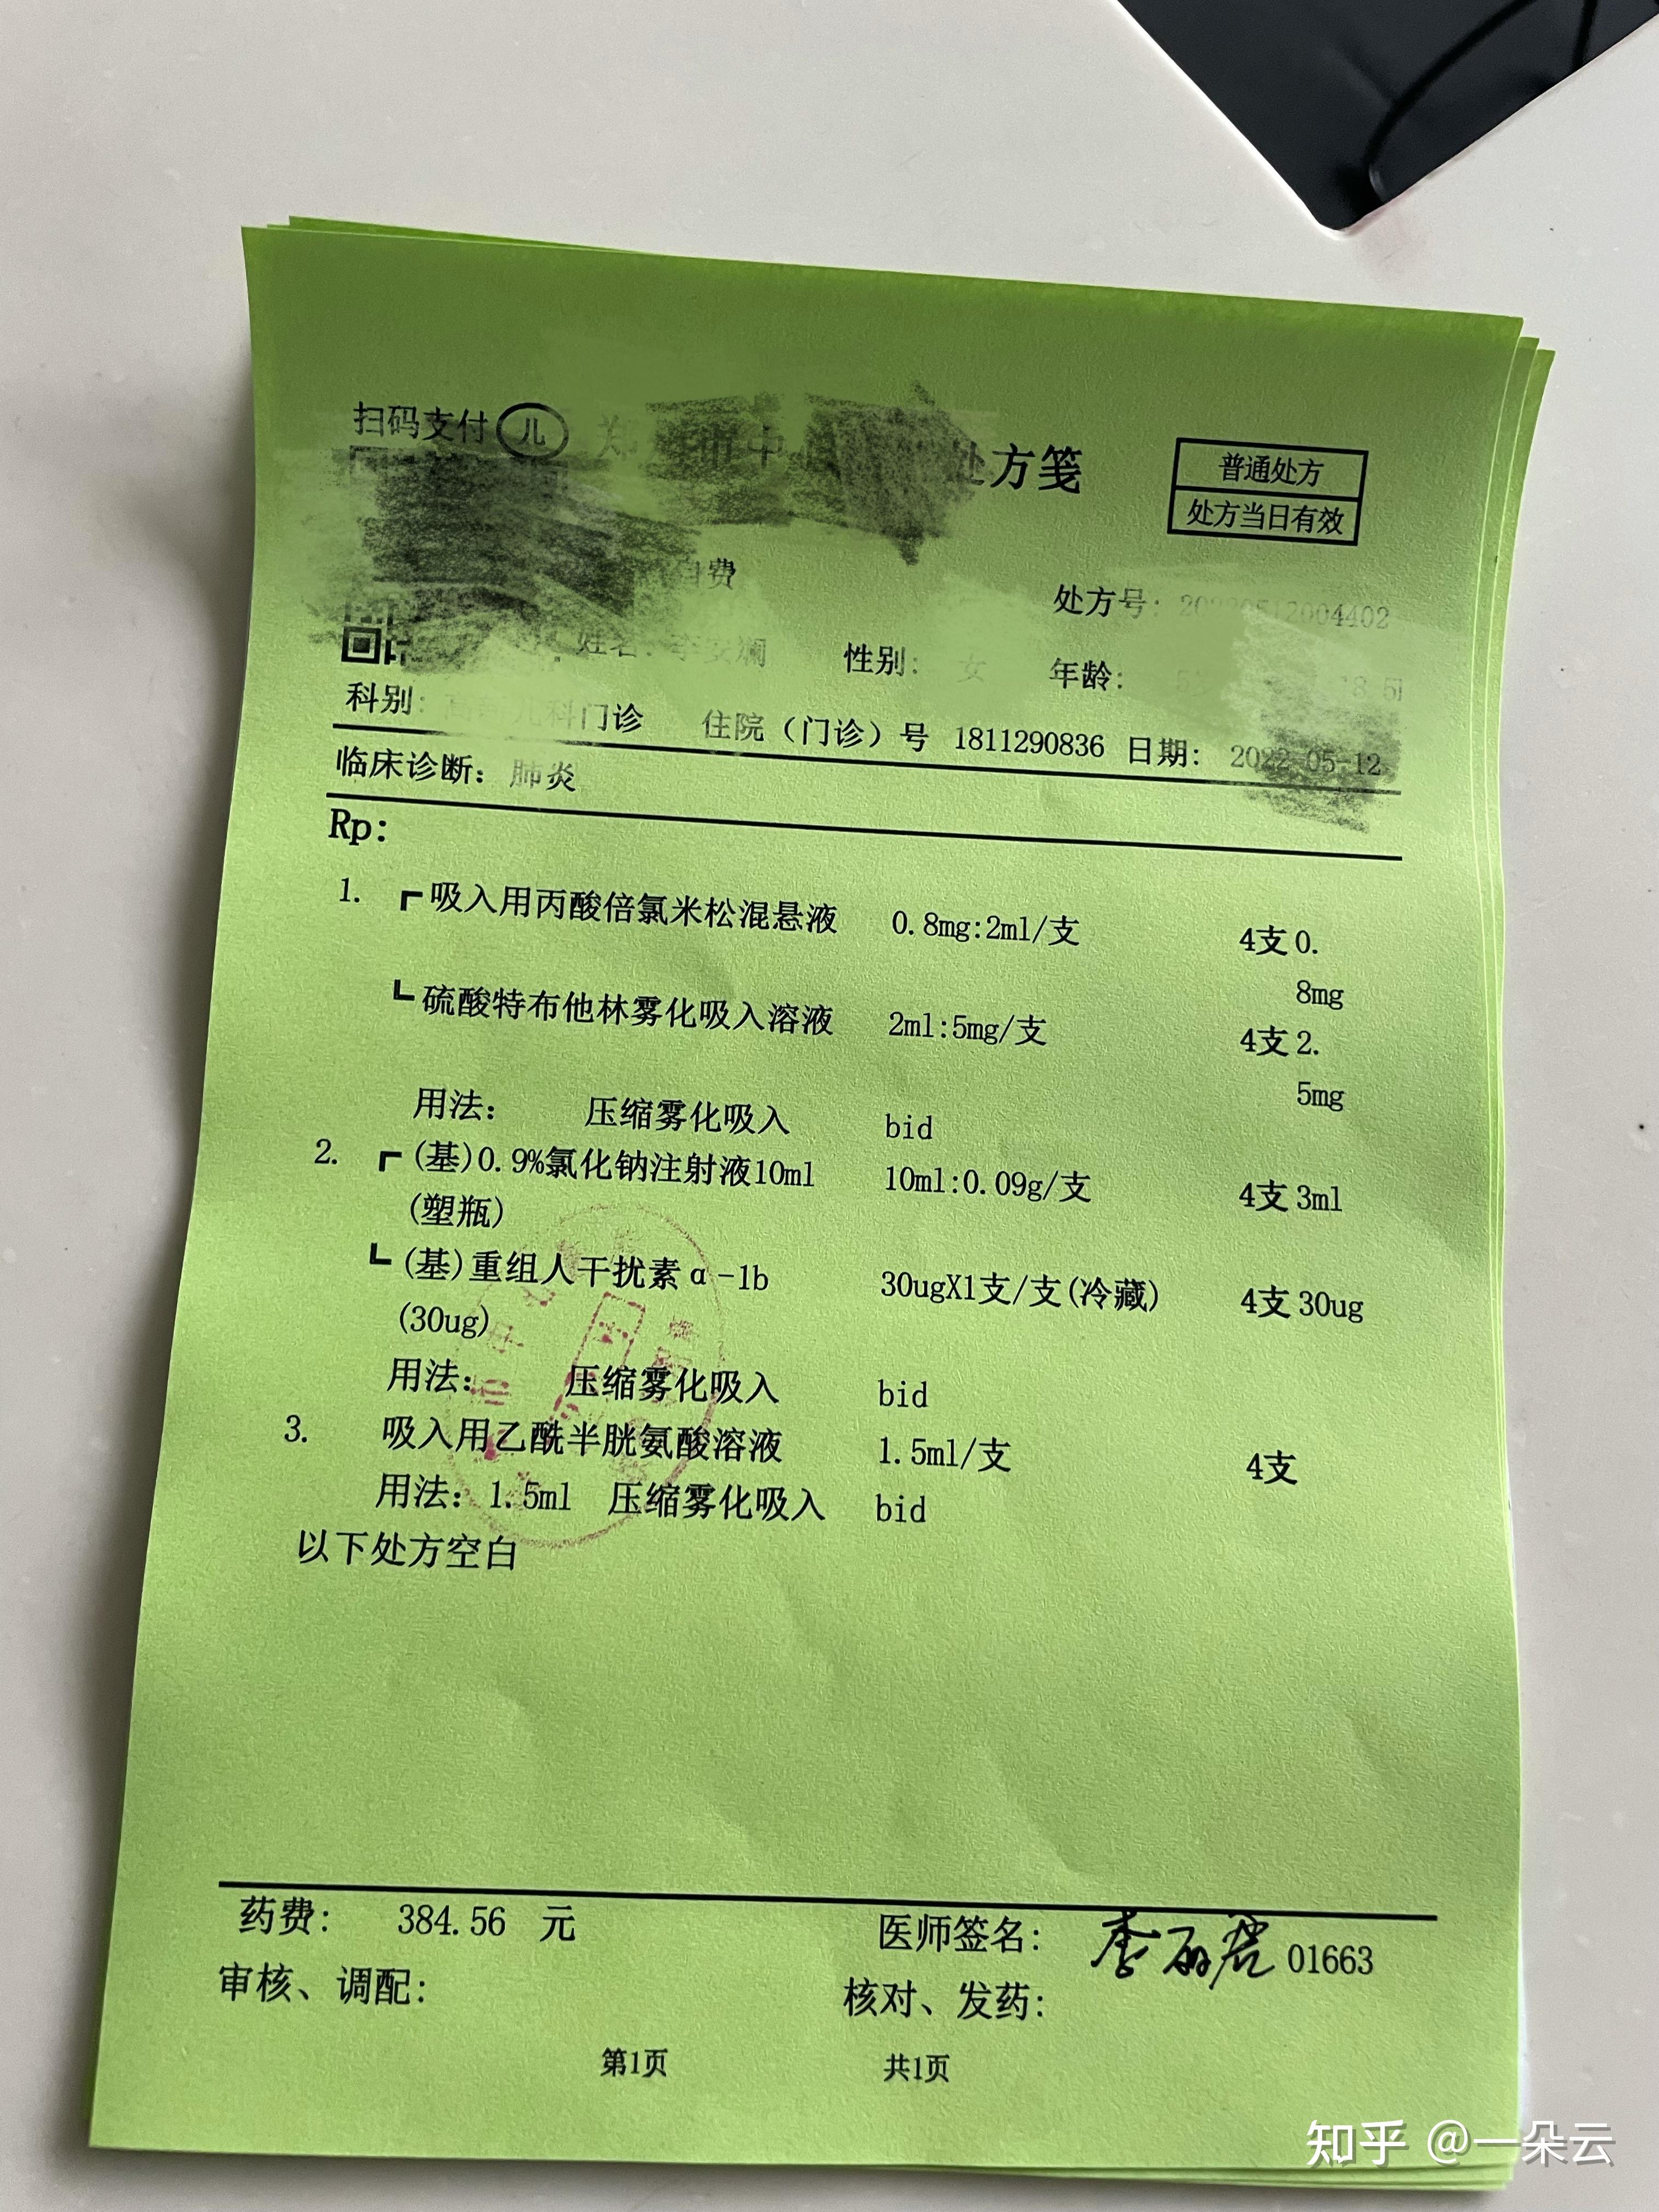 扫码支付 儿 处方笺
普通处方
处方当日有效
自费
处方号: 20220512004402
姓名: 性别: 女 年龄:
科别: 儿科门诊 住院（门诊）号 1811290836 日期: 2022-05-12
临床诊断: 肺炎
Rp:
1. ┏ 吸入用丙酸倍氯米松混悬液 0.8mg:2ml/支 4支 0.
8mg
┗ 硫酸特布他林雾化吸入溶液 2ml:5mg/支 4支 2.
5mg
用法: 压缩雾化吸入 bid
2. ┏ (基)0.9%氯化钠注射液10ml 10ml:0.09g/支 4支 3ml
(塑瓶)
┗ (基)重组人干扰素α-1b 30ugX1支/支(冷藏) 4支 30ug
(30ug)
用法: 压缩雾化吸入 bid
3. 吸入用乙酰半胱氨酸溶液 1.5ml/支 4支
用法: 1.5ml 压缩雾化吸入 bid
以下处方空白
药费: 384.56 元 医师签名: 01663
审核、调配: 核对、发药:
第1页 共1页
知乎 @一朵云